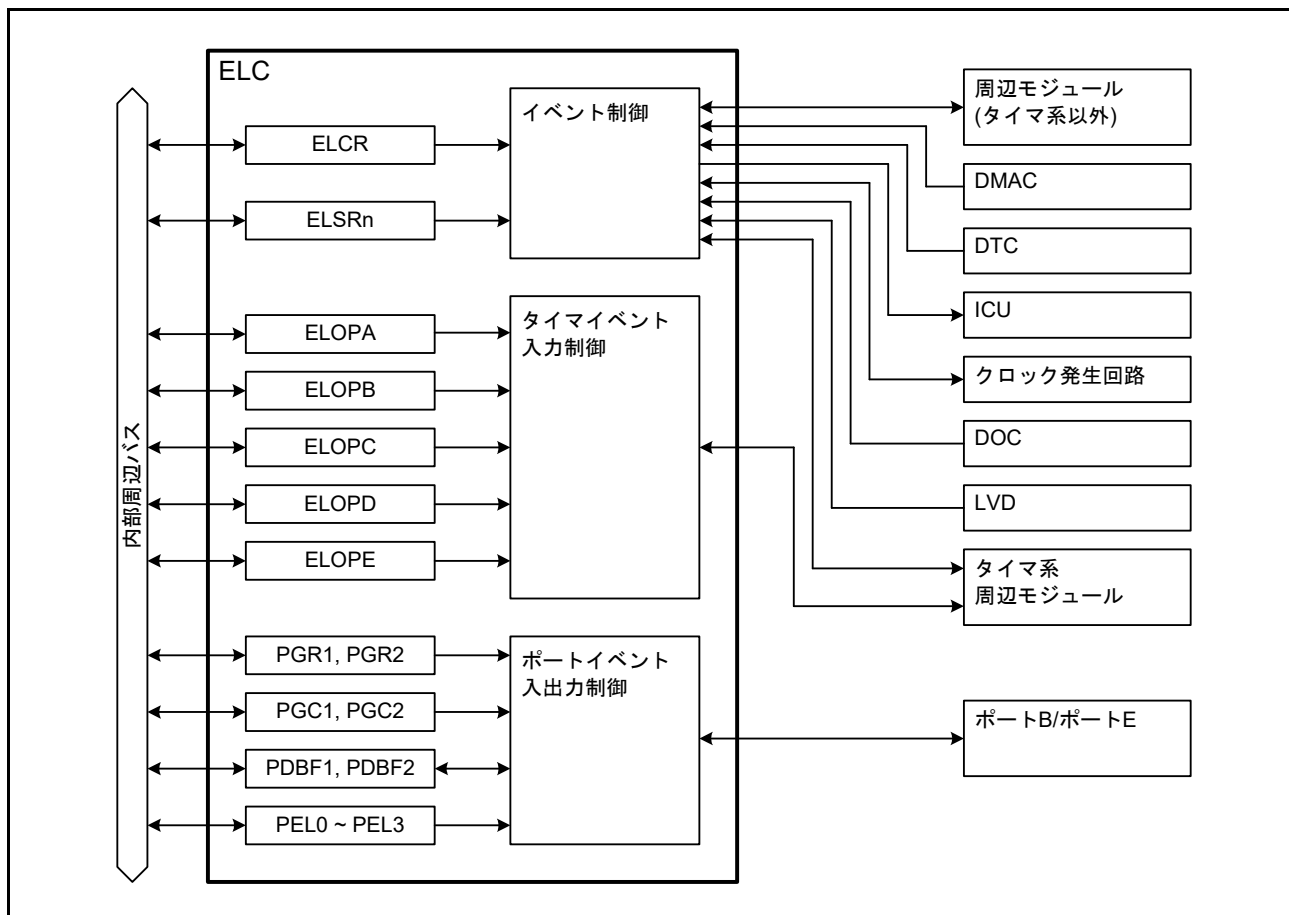 ELC
内部周辺バス
ELCR
ELSRn
ELOPA
ELOPB
ELOPC
ELOPD
ELOPE
PGR1, PGR2
PGC1, PGC2
PDBF1, PDBF2
PEL0 ~ PEL3
イベント制御
タイマイベント
入力制御
ポートイベント
入出力制御
周辺モジュール
(タイマ系以外)
DMAC
DTC
ICU
クロック発生回路
DOC
LVD
タイマ系
周辺モジュール
ポートB/ポートE